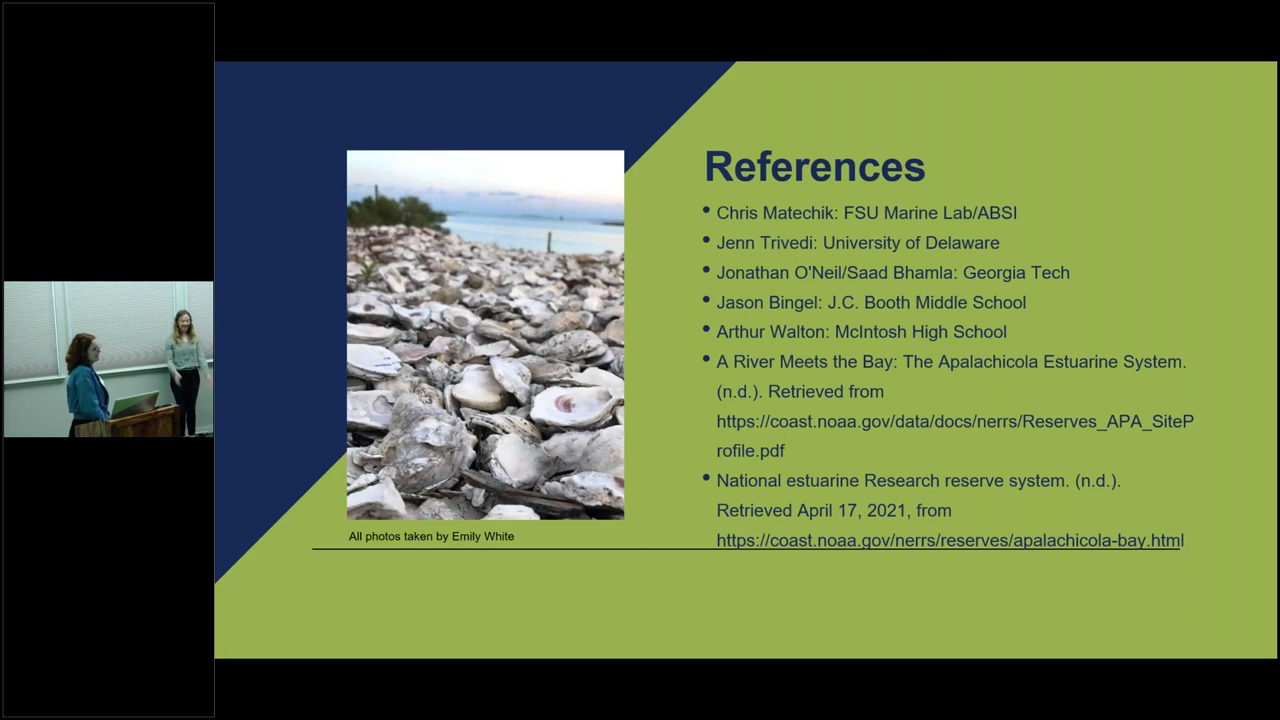 References
• Chris Matechik: FSU Marine Lab/ABSI
• Jenn Trivedi: University of Delaware
• Jonathan O'Neil/Saad Bhamla: Georgia Tech
• Jason Bingel: J.C. Booth Middle School
• Arthur Walton: McIntosh High School
• A River Meets the Bay: The Apalachicola Estuarine System.
(n.d.). Retrieved from
https://coast.noaa.gov/data/docs/nerrs/Reserves_APA_SiteP
rofile.pdf
• National estuarine Research reserve system. (n.d.).
Retrieved April 17, 2021, from
https://coast.noaa.gov/nerrs/reserves/apalachicola-bay.html
All photos taken by Emily White